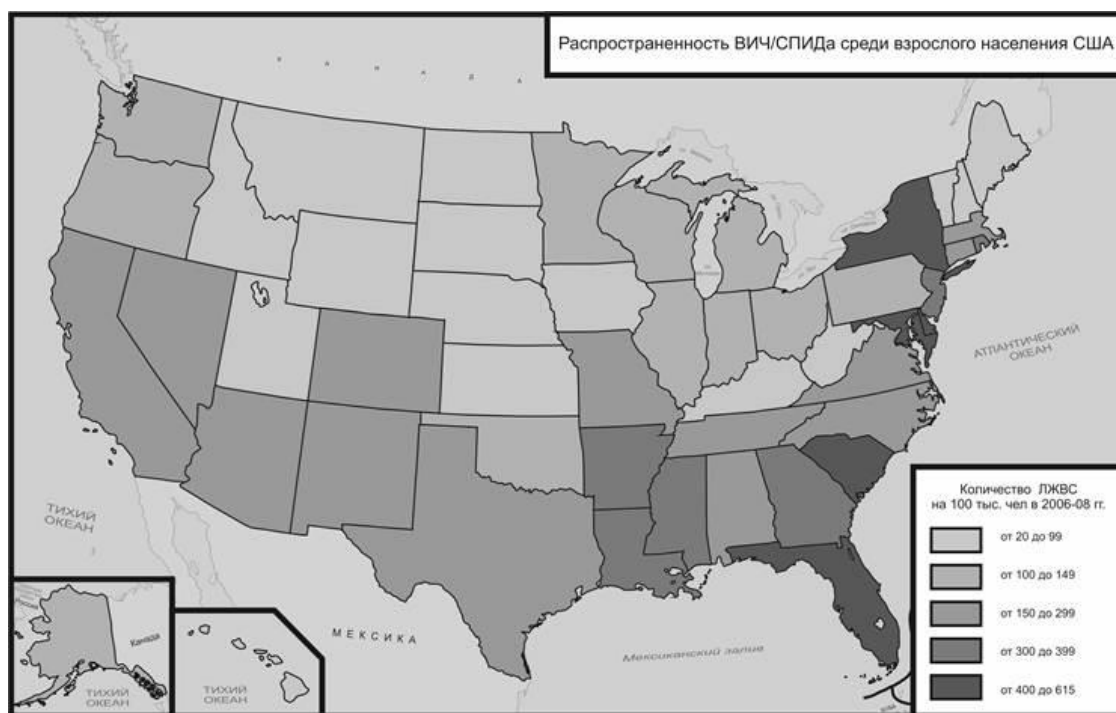 Распространенность ВИЧ/СПИДа среди взрослого населения США
К А Н А Д А
АТЛАНТИЧЕСКИЙ
ОКЕАН
ТИХИЙ
ОКЕАН
МЕКСИКА
Мексиканский залив
Канада
ТИХИЙ
ОКЕАН
ТИХИЙ
ОКЕАН
Количество ЛЖВС
на 100 тыс. чел в 2006-08 гг.
от 20 до 99
от 100 до 149
от 150 до 299
от 300 до 399
от 400 до 615